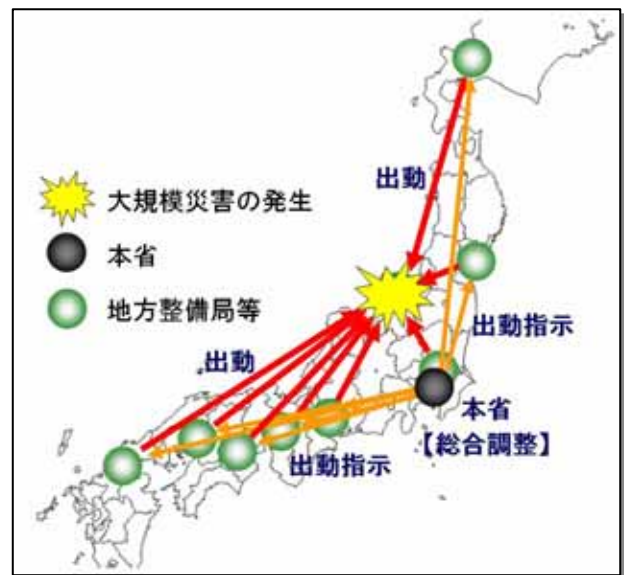 出動
大規模災害の発生
本省
地方整備局等
出動指示
出動
本省
【総合調整】
出動指示